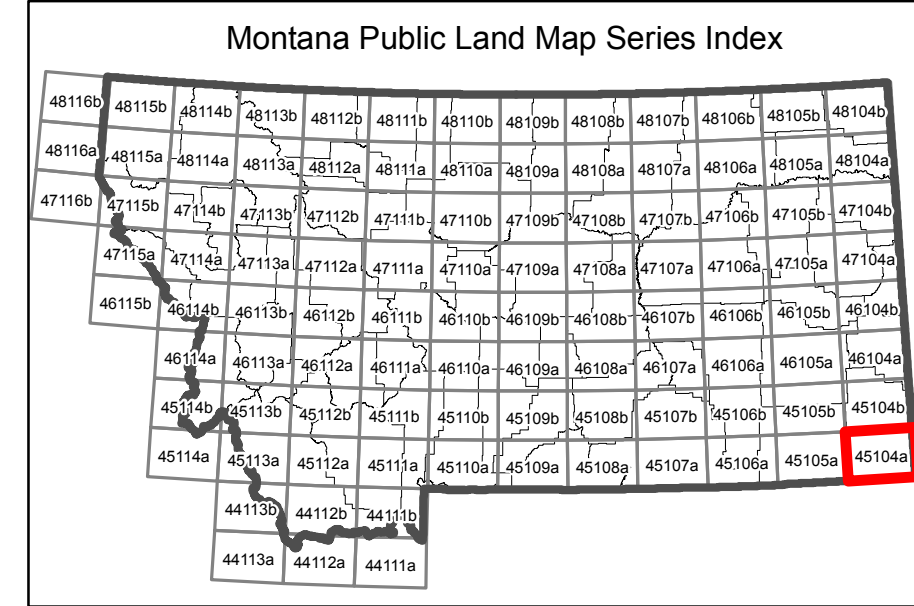 Montana Public Land Map Series Index
48116b 48115b 48114b 48113b 48112b 48111b 48110b 48109b 48108b 48107b 48106b 48105b 48104b
48116a 48115a 48114a 48113a 48112a 48111a 48110a 48109a 48108a 48107a 48106a 48105a 48104a
47116b 47115b 47114b 47113b 47112b 47111b 47110b 47109b 47108b 47107b 47106b 47105b 47104b
47115a 47114a 47113a 47112a 47111a 47110a 47109a 47108a 47107a 47106a 47105a 47104a
46115b 46114b 46113b 46112b 46111b 46110b 46109b 46108b 46107b 46106b 46105b 46104b
46114a 46113a 46112a 46111a 46110a 46109a 46108a 46107a 46106a 46105a 46104a
45114b 45113b 45112b 45111b 45110b 45109b 45108b 45107b 45106b 45105b 45104b
45114a 45113a 45112a 45111a 45110a 45109a 45108a 45107a 45106a 45105a 45104a
44113b 44112b 44111b
44113a 44112a 44111a